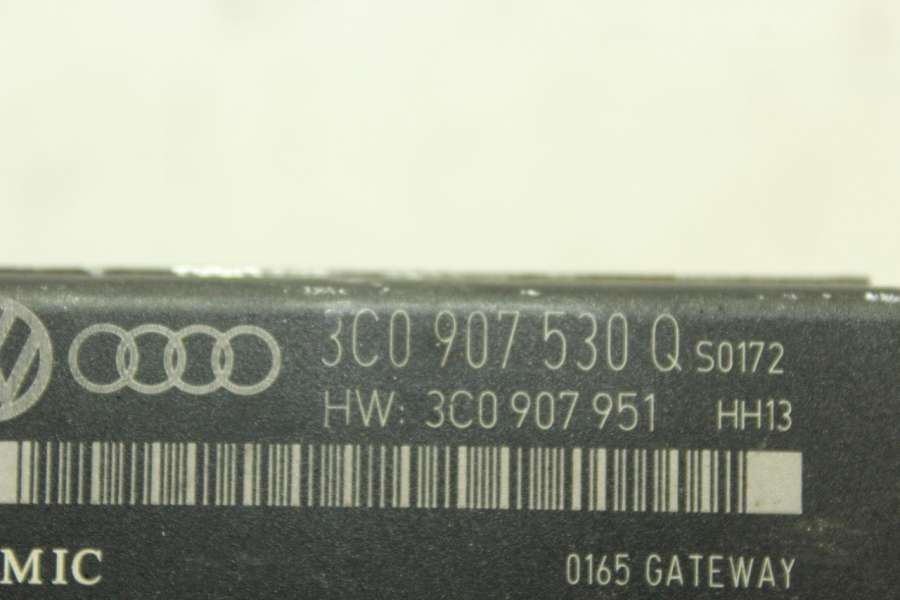 3C0 907 530 Q S0172
HW: 3C0 907 951 HH13
MIC
0165 GATEWAY